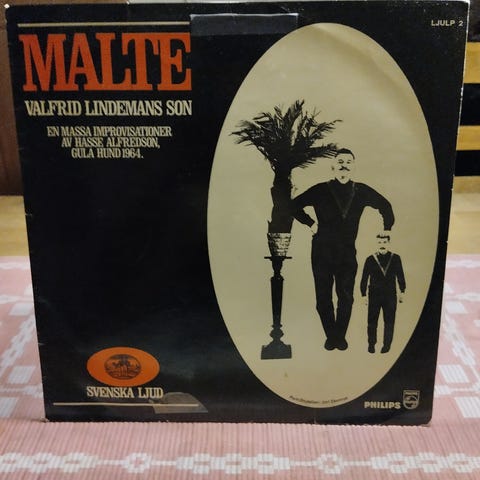 LJULP 2
MALTE
VALFRID LINDEMANS SON
EN MASSA IMPROVISATIONER
AV HASSE ALFREDSON,
GULA HUND 1964.
SVENSKA LJUD
PHILIPS